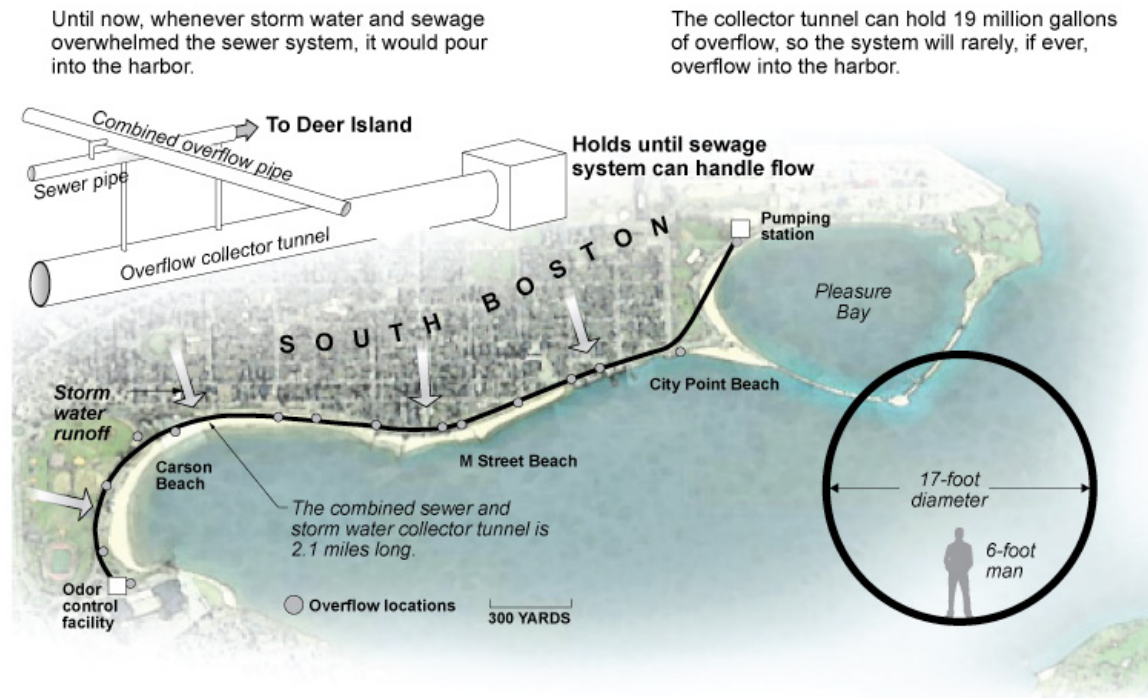 Until now, whenever storm water and sewage
overwhelmed the sewer system, it would pour
into the harbor.
The collector tunnel can hold 19 million gallons
of overflow, so the system will rarely, if ever,
overflow into the harbor.
Combined overflow pipe
To Deer Island
Sewer pipe
Overflow collector tunnel
Holds until sewage
system can handle flow
SOUTH BOSTON
Pumping
station
Pleasure
Bay
City Point Beach
Storm
water
runoff
Carson
Beach
M Street Beach
The combined sewer and
storm water collector tunnel is
2.1 miles long.
17-foot
diameter
6-foot
man
Odor
control
facility
Overflow locations
300 YARDS